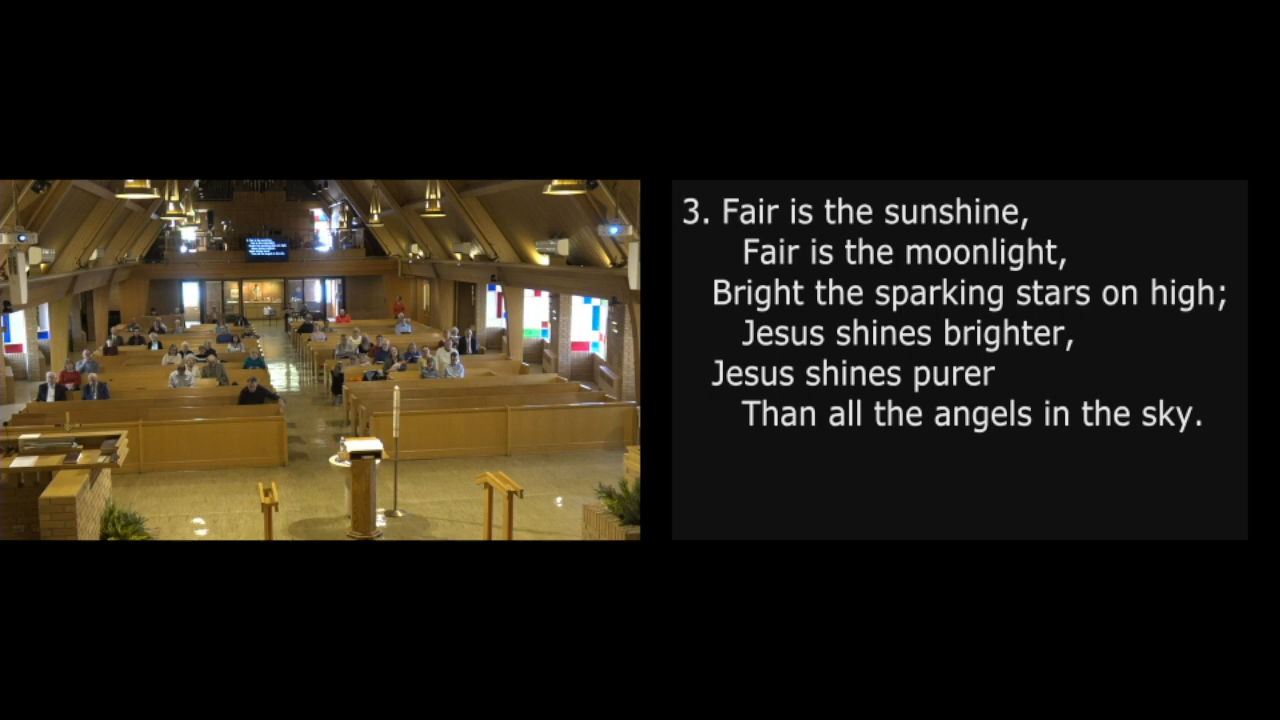 3. Fair is the sunshine,
Fair is the moonlight,
Bright the sparking stars on high;
Jesus shines brighter,
Jesus shines purer
Than all the angels in the sky.